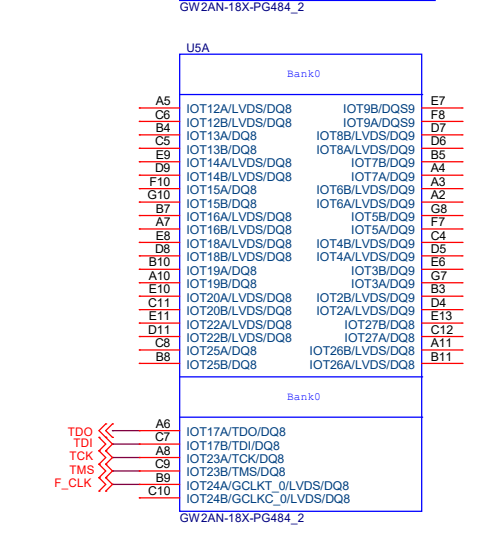 GW2AN-18X-PG484_2
U5A
Bank0
A5 IOT12A/LVDS/DQ8 IOT9B/DQS9 E7
C6 IOT12B/LVDS/DQ8 IOT9A/DQS9 F8
B4 IOT13A/DQ8 IOT8B/LVDS/DQ9 D7
C5 IOT13B/DQ8 IOT8A/LVDS/DQ9 D6
E9 IOT14A/LVDS/DQ8 IOT7B/DQ9 B5
D9 IOT14B/LVDS/DQ8 IOT7A/DQ9 A4
F10 IOT15A/DQ8 IOT6B/LVDS/DQ9 A3
G10 IOT15B/DQ8 IOT6A/LVDS/DQ9 A2
B7 IOT16A/LVDS/DQ8 IOT5B/DQ9 G8
A7 IOT16B/LVDS/DQ8 IOT5A/DQ9 F7
E8 IOT18A/LVDS/DQ8 IOT4B/LVDS/DQ9 C4
D8 IOT18B/LVDS/DQ8 IOT4A/LVDS/DQ9 D5
B10 IOT19A/DQ8 IOT3B/DQ9 E6
A10 IOT19B/DQ8 IOT3A/DQ9 G7
E10 IOT20A/LVDS/DQ8 IOT2B/LVDS/DQ9 B3
C11 IOT20B/LVDS/DQ8 IOT2A/LVDS/DQ9 D4
E11 IOT22A/LVDS/DQ8 IOT27B/DQ8 E13
D11 IOT22B/LVDS/DQ8 IOT27A/DQ8 C12
C8 IOT25A/DQ8 IOT26B/LVDS/DQ8 A11
B8 IOT25B/DQ8 IOT26A/LVDS/DQ8 B11
Bank0
TDO A6 IOT17A/TDO/DQ8
TDI C7 IOT17B/TDI/DQ8
TCK A8 IOT23A/TCK/DQ8
TMS C9 IOT23B/TMS/DQ8
F_CLK B9 IOT24A/GCLKT_0/LVDS/DQ8
C10 IOT24B/GCLKC_0/LVDS/DQ8
GW2AN-18X-PG484_2